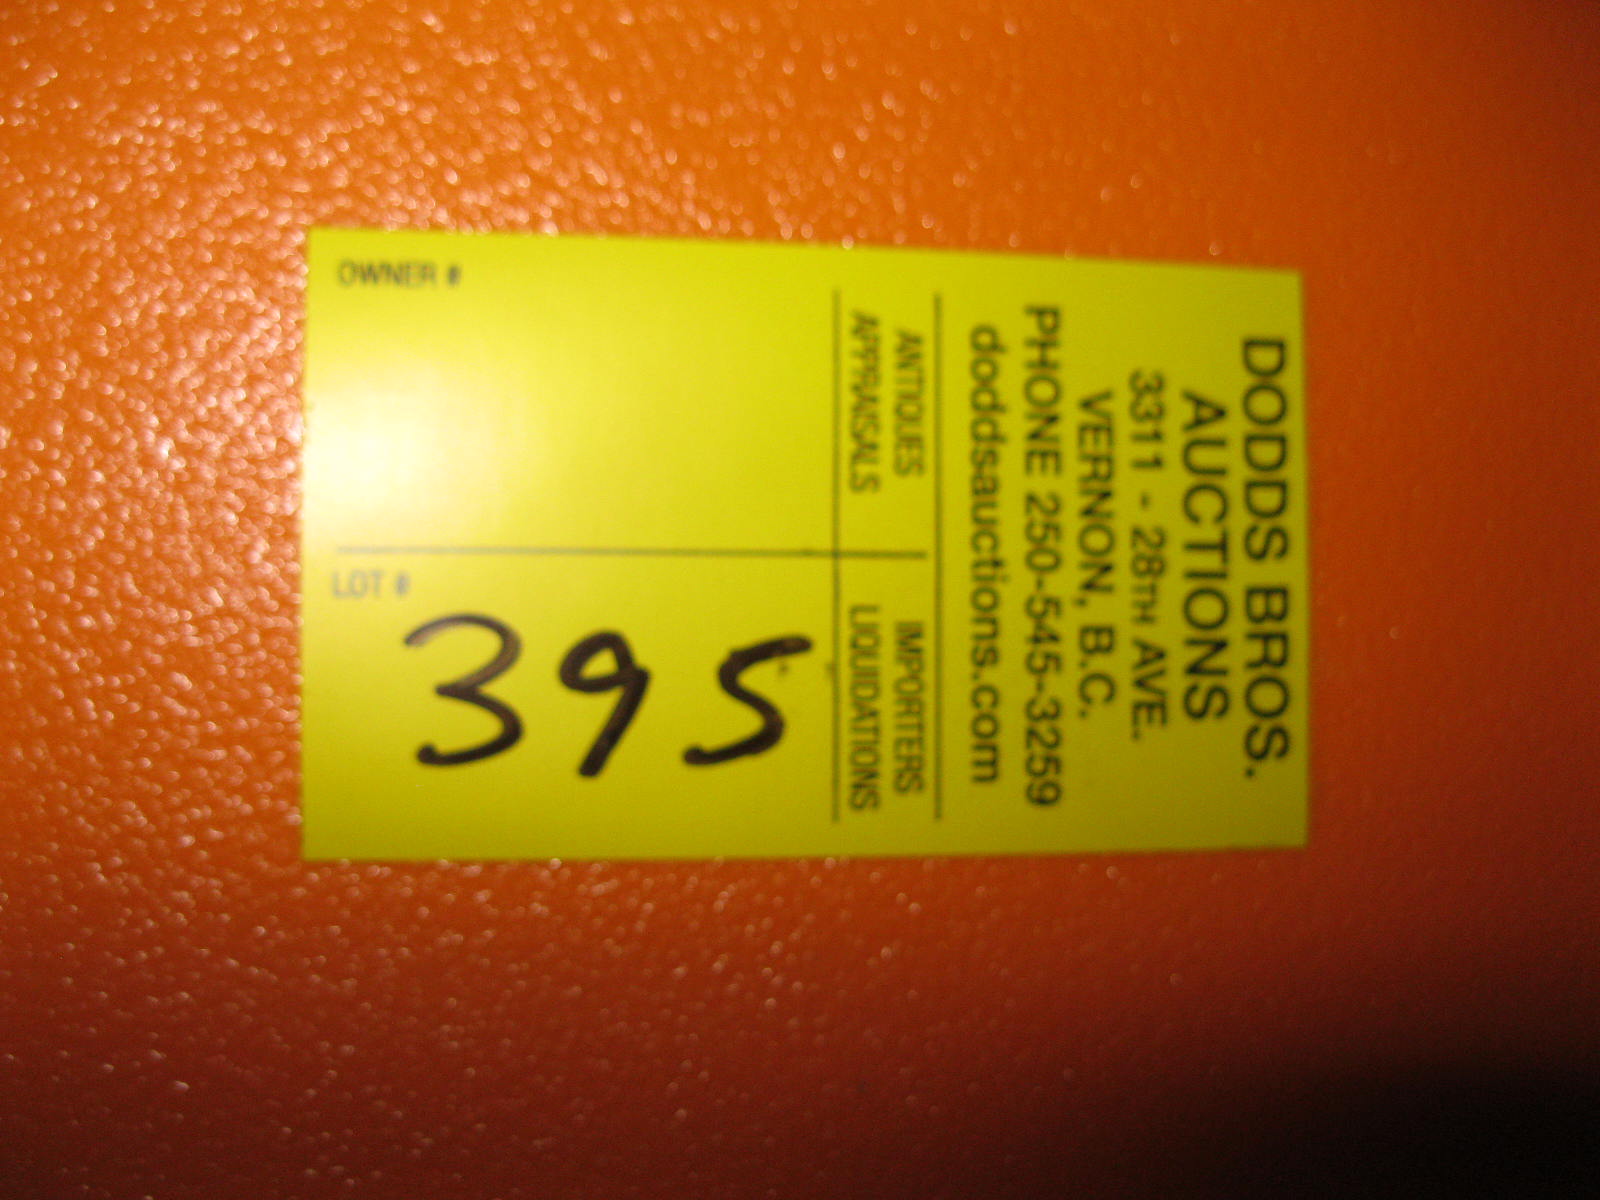 DODDS BROS.
AUCTIONS
3311 - 28TH AVE.
VERNON, B.C.
PHONE 250-545-3259
doddsauctions.com
ANTIQUES
APPRAISALS
IMPORTERS
LIQUIDATIONS
OWNER #
LOT #
395